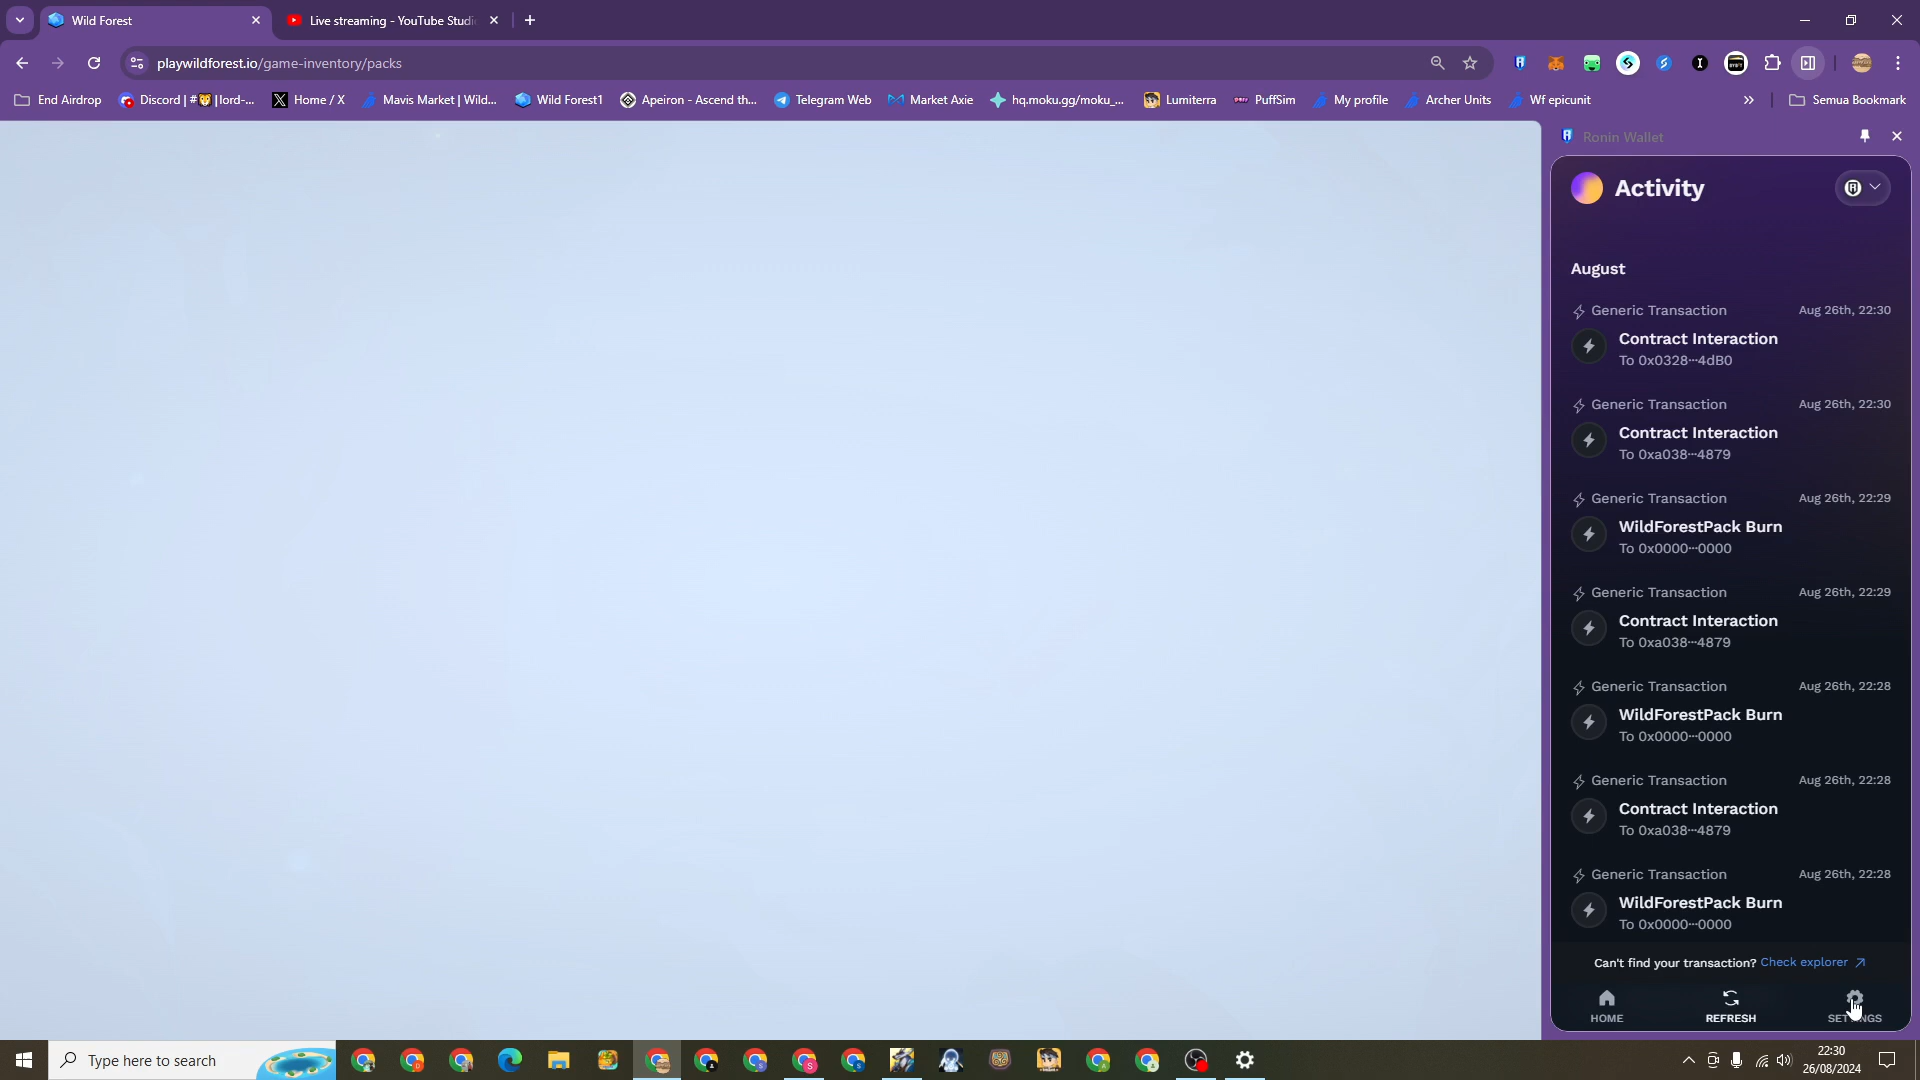 Wild Forest
Live streaming - YouTube Studi
playwildforest.io/game-inventory/packs
End Airdrop
Discord | #🦁|lord-...
Home / X
Mavis Market | Wild...
Wild Forest1
Apeiron - Ascend th...
Telegram Web
Market Axie
hq.moku.gg/moku_...
Lumiterra
PuffSim
My profile
Archer Units
Wf epicunit
Semua Bookmark
Ronin Wallet
Activity
August
Generic Transaction Aug 26th, 22:30
Contract Interaction
To 0x0328···4dB0
Generic Transaction Aug 26th, 22:30
Contract Interaction
To 0xa038···4879
Generic Transaction Aug 26th, 22:29
WildForestPack Burn
To 0x0000···0000
Generic Transaction Aug 26th, 22:29
Contract Interaction
To 0xa038···4879
Generic Transaction Aug 26th, 22:28
WildForestPack Burn
To 0x0000···0000
Generic Transaction Aug 26th, 22:28
Contract Interaction
To 0xa038···4879
Generic Transaction Aug 26th, 22:28
WildForestPack Burn
To 0x0000···0000
Can't find your transaction? Check explorer
HOME
REFRESH
Type here to search
22:30
26/08/2024